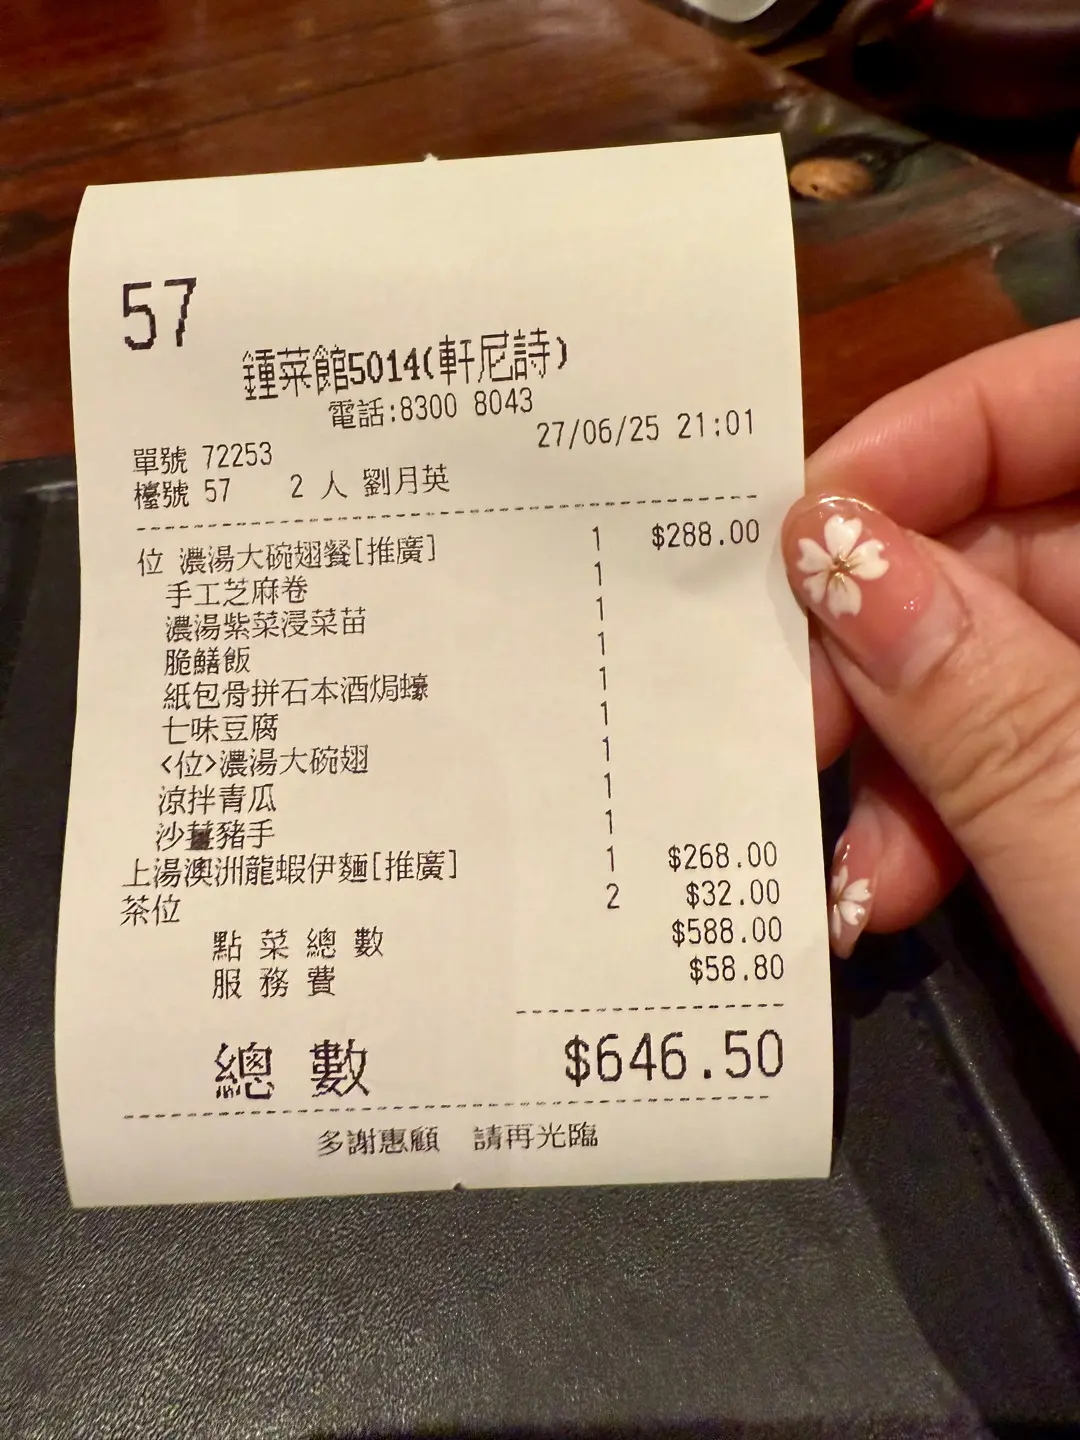 57
鍾菜館5014(軒尼詩)
電話:8300 8043
27/06/25 21:01
單號 72253
檯號 57 2 人 劉月英
位 濃湯大碗翅餐[推廣] 1 $288.00
手工芝麻卷 1
濃湯紫菜浸菜苗 1
脆鱔飯 1
紙包骨拼石本酒焗蠔 1
七味豆腐 1
<位>濃湯大碗翅 1
涼拌青瓜 1
沙薑豬手 1
上湯澳洲龍蝦伊麵[推廣] 1 $268.00
茶位 2 $32.00
點菜總數 $588.00
服務費 $58.80
總數 $646.50
多謝惠顧 請再光臨